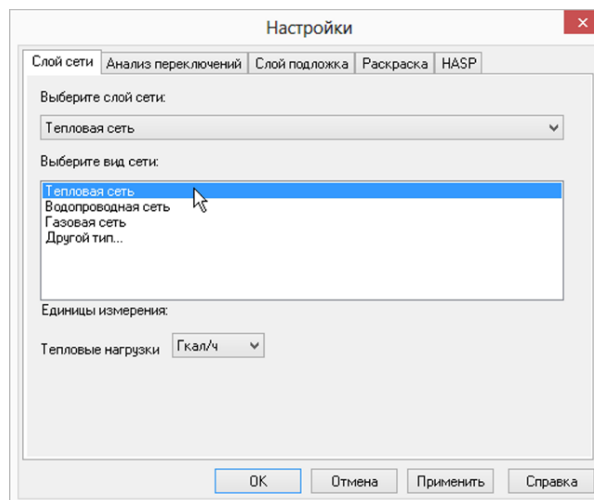 Настройки
Слой сети Анализ переключений Слой подложка Раскраска HASP
Выберите слой сети:
Тепловая сеть
Выберите вид сети:
Тепловая сеть
Водопроводная сеть
Газовая сеть
Другой тип...
Единицы измерения:
Тепловые нагрузки Гкал/ч
OK Отмена Применить Справка